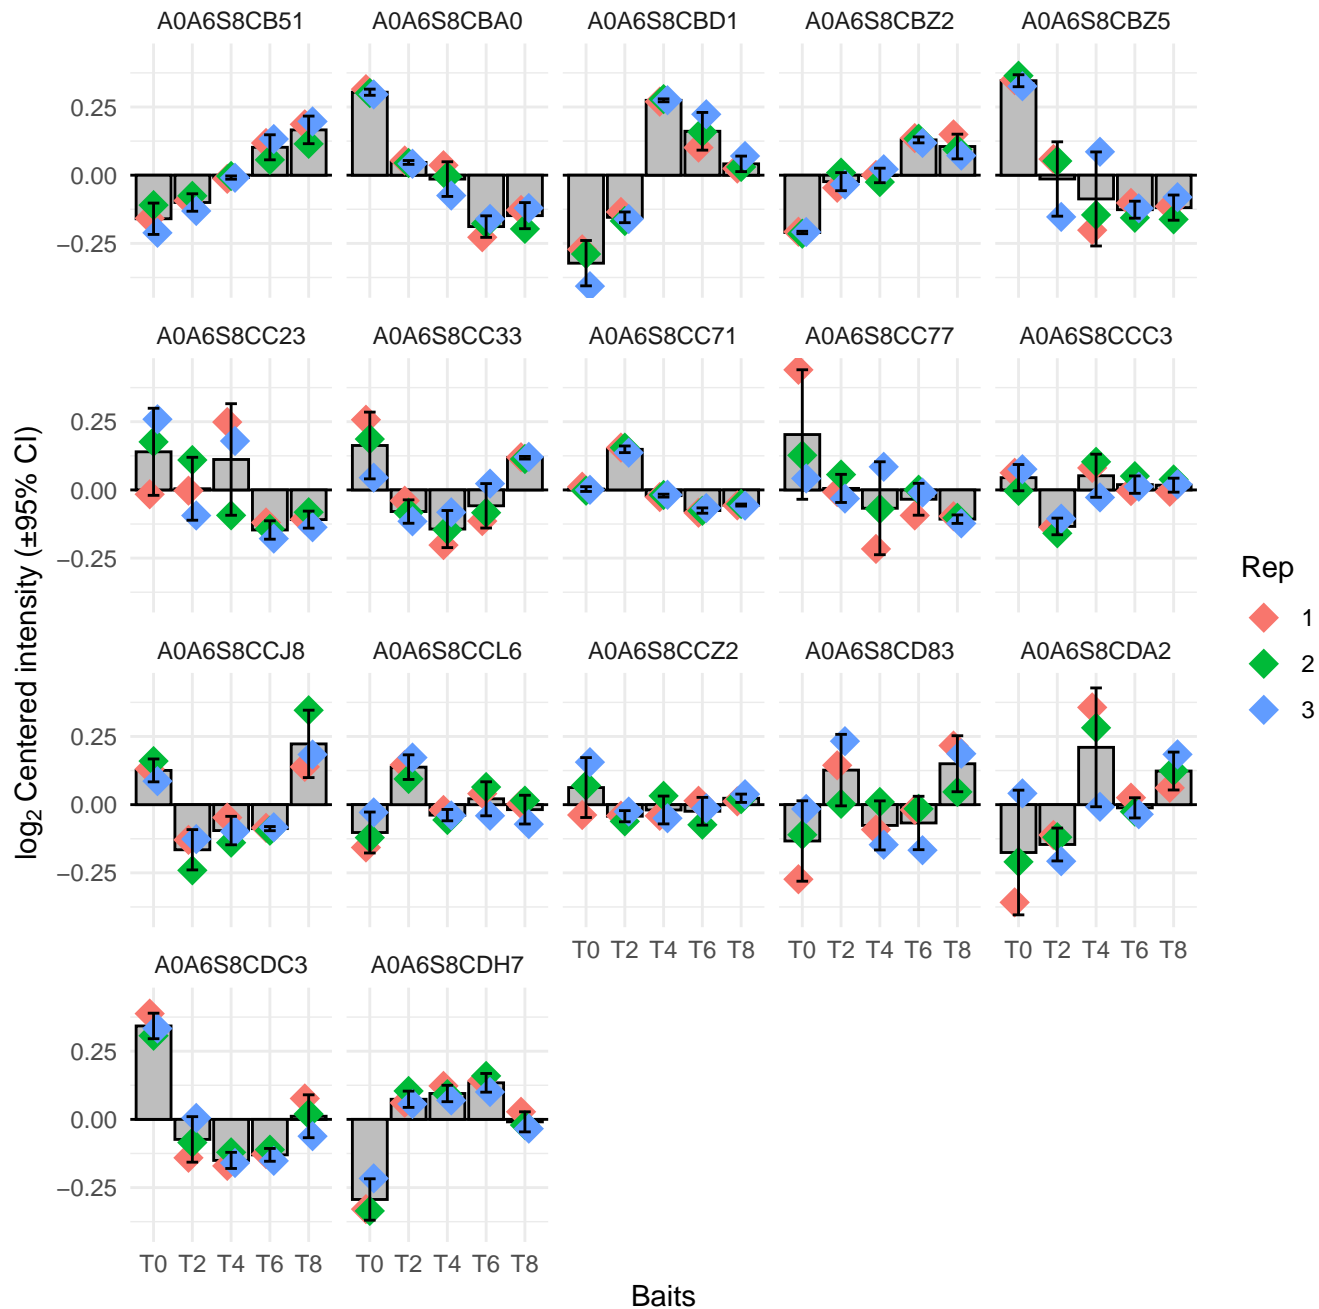 A0A6S8CB51 A0A6S8CBA0 A0A6S8CBD1 A0A6S8CBZ2 A0A6S8CBZ5
0.25
0.00
−0.25
A0A6S8CC23 A0A6S8CC33 A0A6S8CC71 A0A6S8CC77 A0A6S8CCC3
0.25
0.00
−0.25
A0A6S8CCJ8 A0A6S8CCL6 A0A6S8CCZ2 A0A6S8CD83 A0A6S8CDA2
0.25
0.00
−0.25
T0 T2 T4 T6 T8 T0 T2 T4 T6 T8 T0 T2 T4 T6 T8
A0A6S8CDC3 A0A6S8CDH7
0.25
0.00
−0.25
T0 T2 T4 T6 T8 T0 T2 T4 T6 T8
Baits
log₂ Centered intensity (±95% CI)
Rep
1
2
3